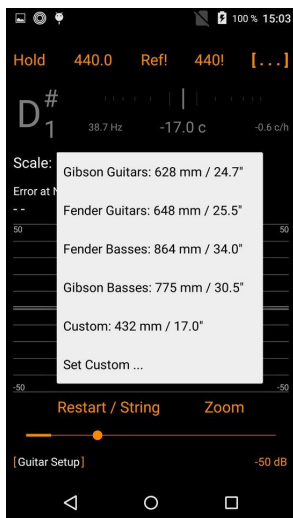 100 % 15:03
Hold 440.0 Ref! 440! [...]
D#1
38.7 Hz -17.0 c -0.6 c/h
Scale:
Gibson Guitars: 628 mm / 24.7"
Error at
Fender Guitars: 648 mm / 25.5"
--
50 50
Fender Basses: 864 mm / 34.0"
Gibson Basses: 775 mm / 30.5"
Custom: 432 mm / 17.0"
Set Custom ...
-50 -50
Restart / String Zoom
[Guitar Setup] -50 dB